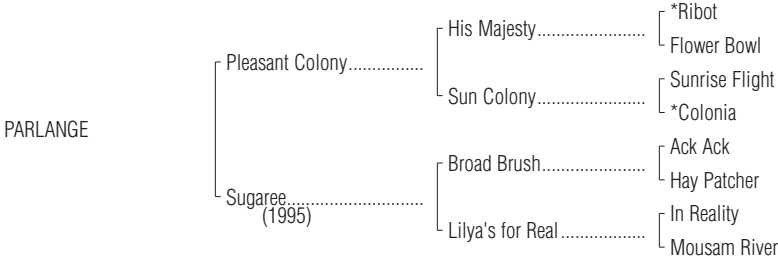 *Ribot
His Majesty......................
Flower Bowl
Pleasant Colony................
Sunrise Flight
Sun Colony.......................
*Colonia
PARLANGE
Ack Ack
Broad Brush......................
Hay Patcher
Sugaree.............................
(1995)
In Reality
Lilya's for Real..................
Mousam River